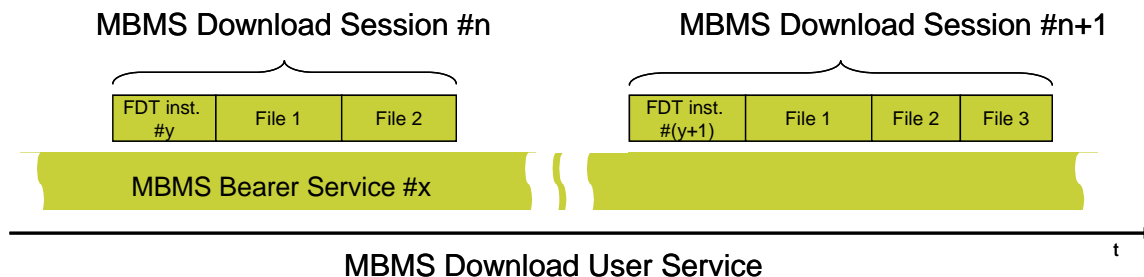 MBMS Download Session #n
MBMS Download Session #n+1
FDT inst.
#y
File 1
File 2
FDT inst.
#(y+1)
File 1
File 2
File 3
MBMS Bearer Service #x
t
MBMS Download User Service